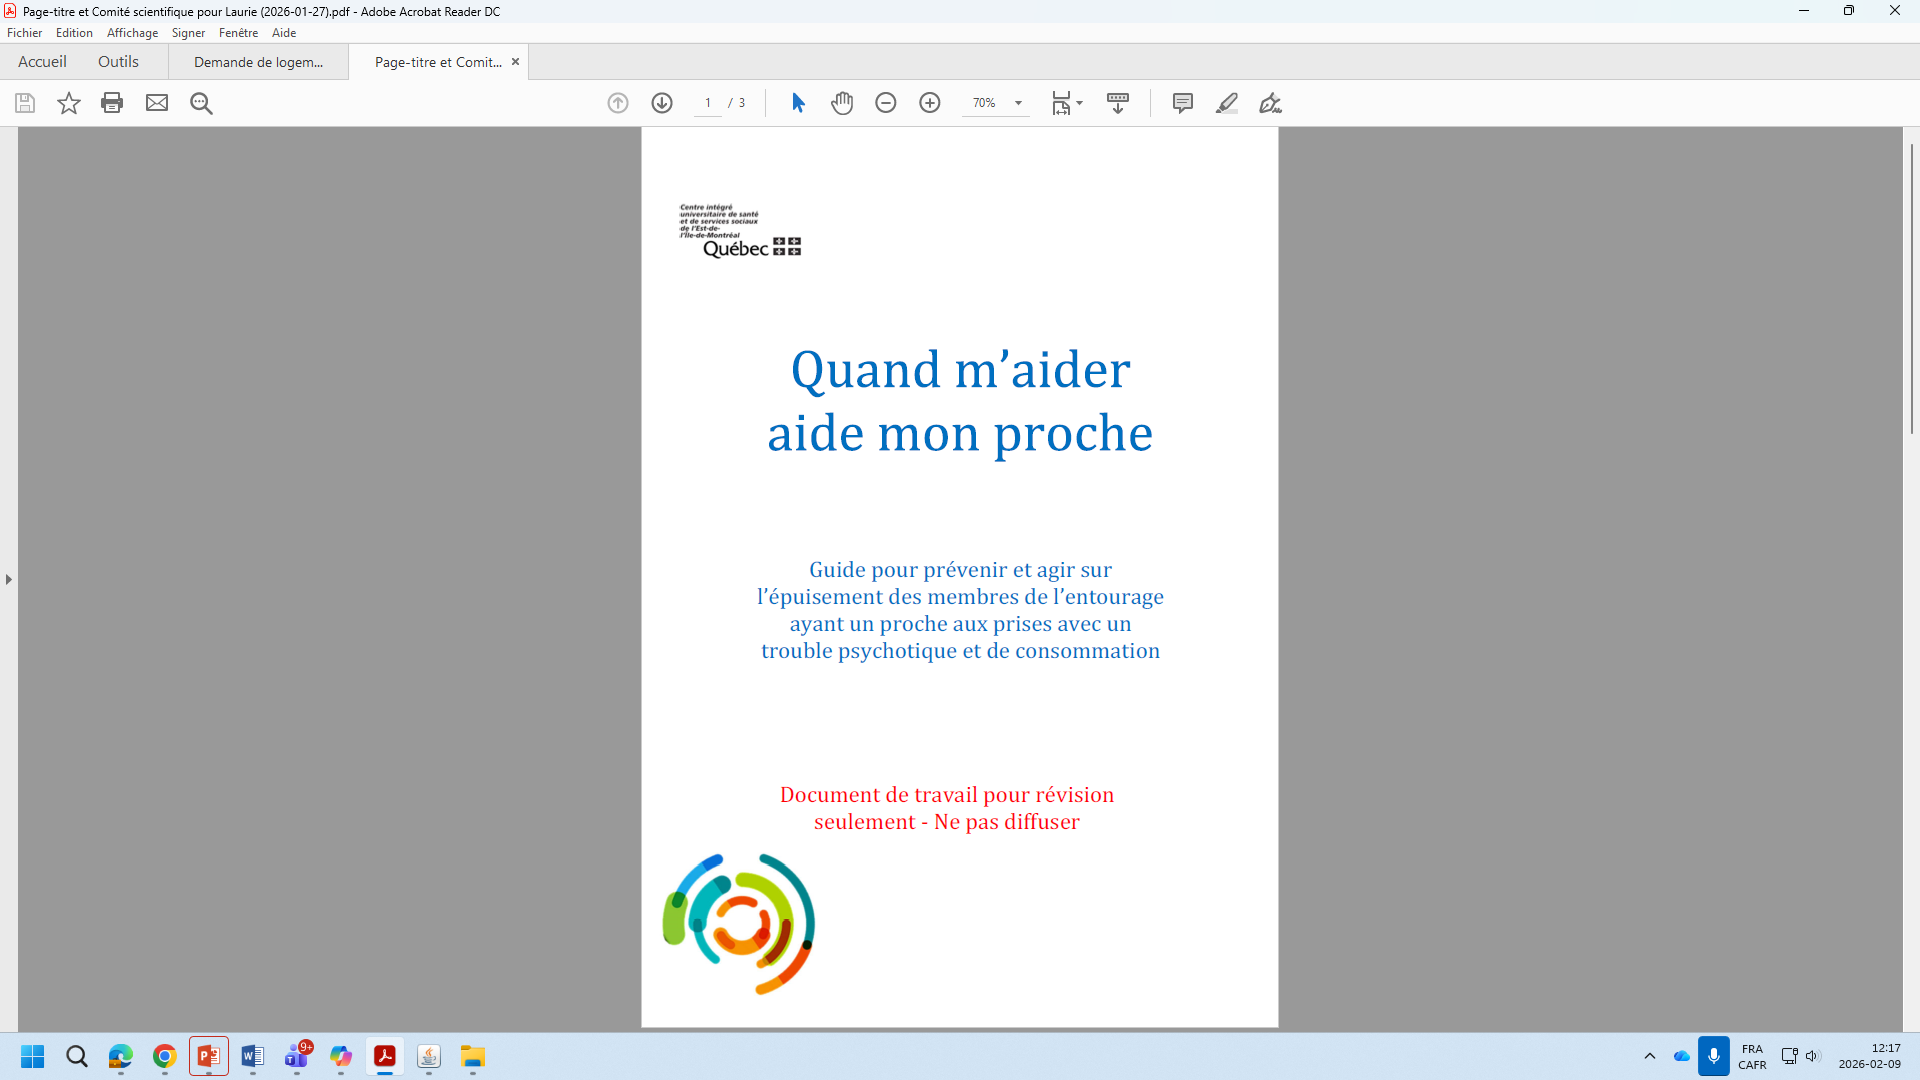 Page-titre et Comité scientifique pour Laurie (2026-01-27).pdf - Adobe Acrobat Reader DC
Fichier Edition Affichage Signer Fenêtre Aide
Accueil Outils Demande de logem... Page-titre et Comit...
1 / 3 70%
Centre intégré
universitaire de santé
et de services sociaux
de l'Est-de-
l'Île-de-Montréal
Québec
Quand m’aider
aide mon proche
Guide pour prévenir et agir sur
l’épuisement des membres de l’entourage
ayant un proche aux prises avec un
trouble psychotique et de consommation
Document de travail pour révision
seulement - Ne pas diffuser
9+
FRA
CAFR
12:17
2026-02-09